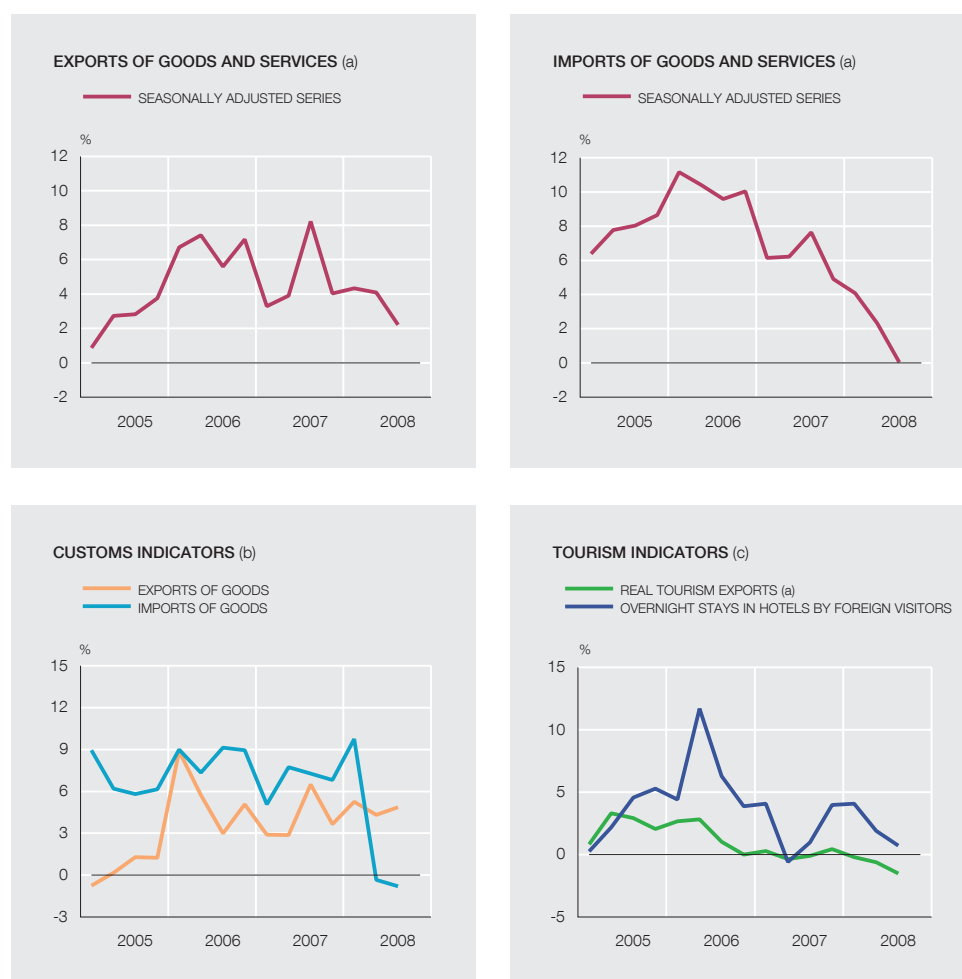 EXPORTS OF GOODS AND SERVICES (a)
SEASONALLY ADJUSTED SERIES
%
12
10
8
6
4
2
0
-2
2005 2006 2007 2008
IMPORTS OF GOODS AND SERVICES (a)
SEASONALLY ADJUSTED SERIES
%
12
10
8
6
4
2
0
-2
2005 2006 2007 2008
CUSTOMS INDICATORS (b)
EXPORTS OF GOODS
IMPORTS OF GOODS
%
15
12
9
6
3
0
-3
2005 2006 2007 2008
TOURISM INDICATORS (c)
REAL TOURISM EXPORTS (a)
OVERNIGHT STAYS IN HOTELS BY FOREIGN VISITORS
%
15
10
5
0
-5
2005 2006 2007 2008